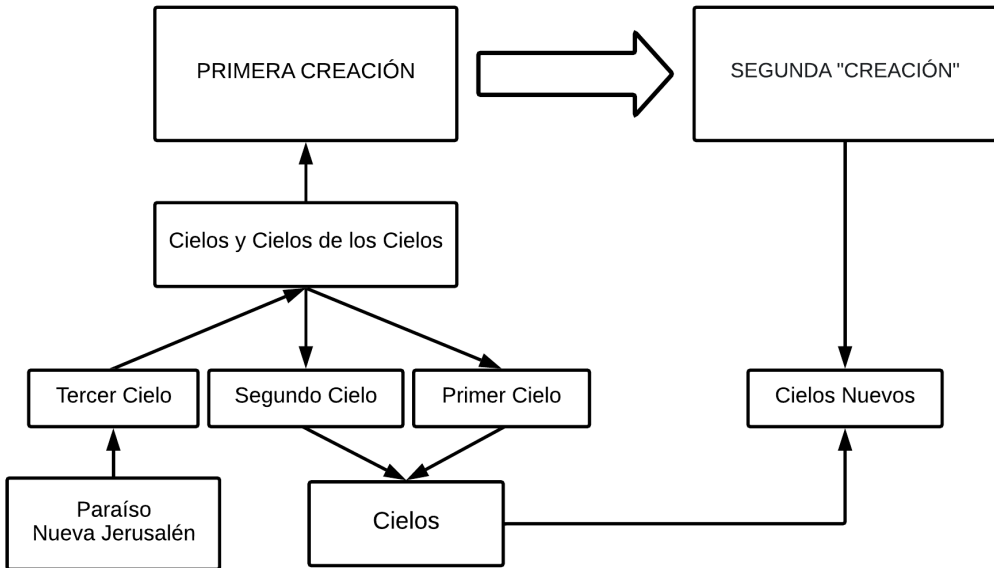 PRIMERA CREACIÓN
SEGUNDA "CREACIÓN"
Cielos y Cielos de los Cielos
Tercer Cielo
Segundo Cielo
Primer Cielo
Cielos Nuevos
Paraíso
Nueva Jerusalén
Cielos